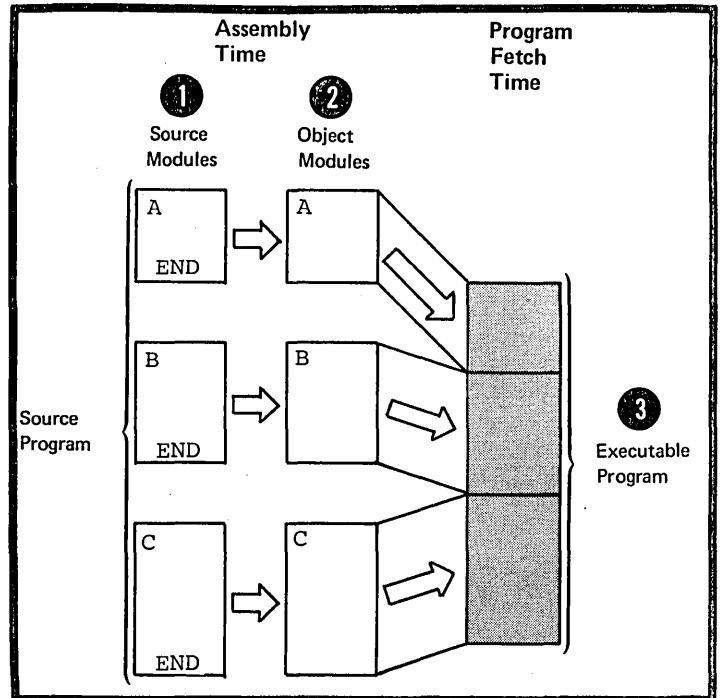 Assembly
Time
Program
Fetch
Time
1
2
Source
Modules
Object
Modules
A
END
A
B
END
B
Source
Program
3
Executable
Program
C
END
C